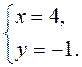 x = 4,
y = −1.